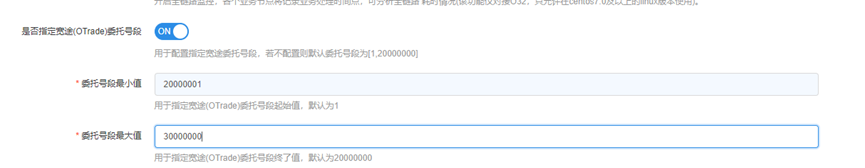 开启全链路监控，各个业务节点将记录业务处理时间点，可分析全链路 耗时情况(该功能仅对接O32，只允许在centos7.0及以上的linux版本使用)。
是否指定宽途(OTrade)委托号段 ON
用于配置指定宽途委托号段，若不配置则默认委托号段为[1,20000000]
* 委托号段最小值 20000001
用于指定宽途(OTrade)委托号段起始值，默认为1
* 委托号段最大值 30000000
用于指定宽途(OTrade)委托号段终了值，默认为20000000